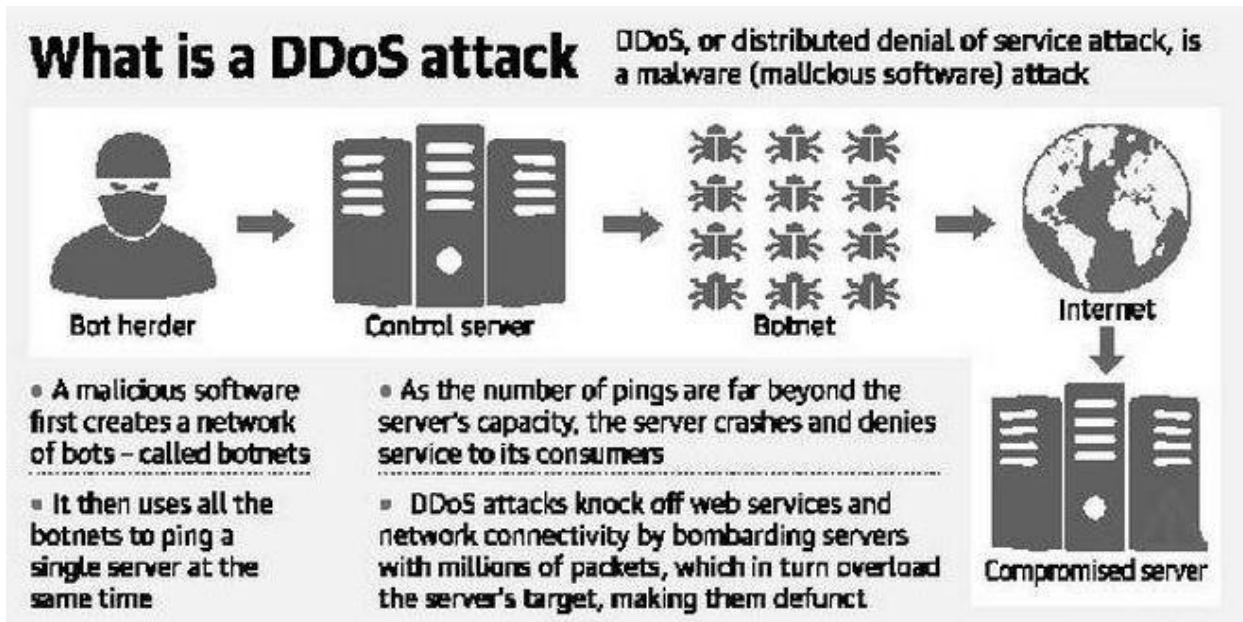 What is a DDoS attack
DDoS, or distributed denial of service attack, is
a malware (malicious software) attack
Bot herder
Control server
Botnet
Internet
• A malicious software
first creates a network
of bots – called botnets
• It then uses all the
botnets to ping a
single server at the
same time
• As the number of pings are far beyond the
server's capacity, the server crashes and denies
service to its consumers
• DDoS attacks knock off web services and
network connectivity by bombarding servers
with millions of packets, which in turn overload
the server's target, making them defunct
Compromised server